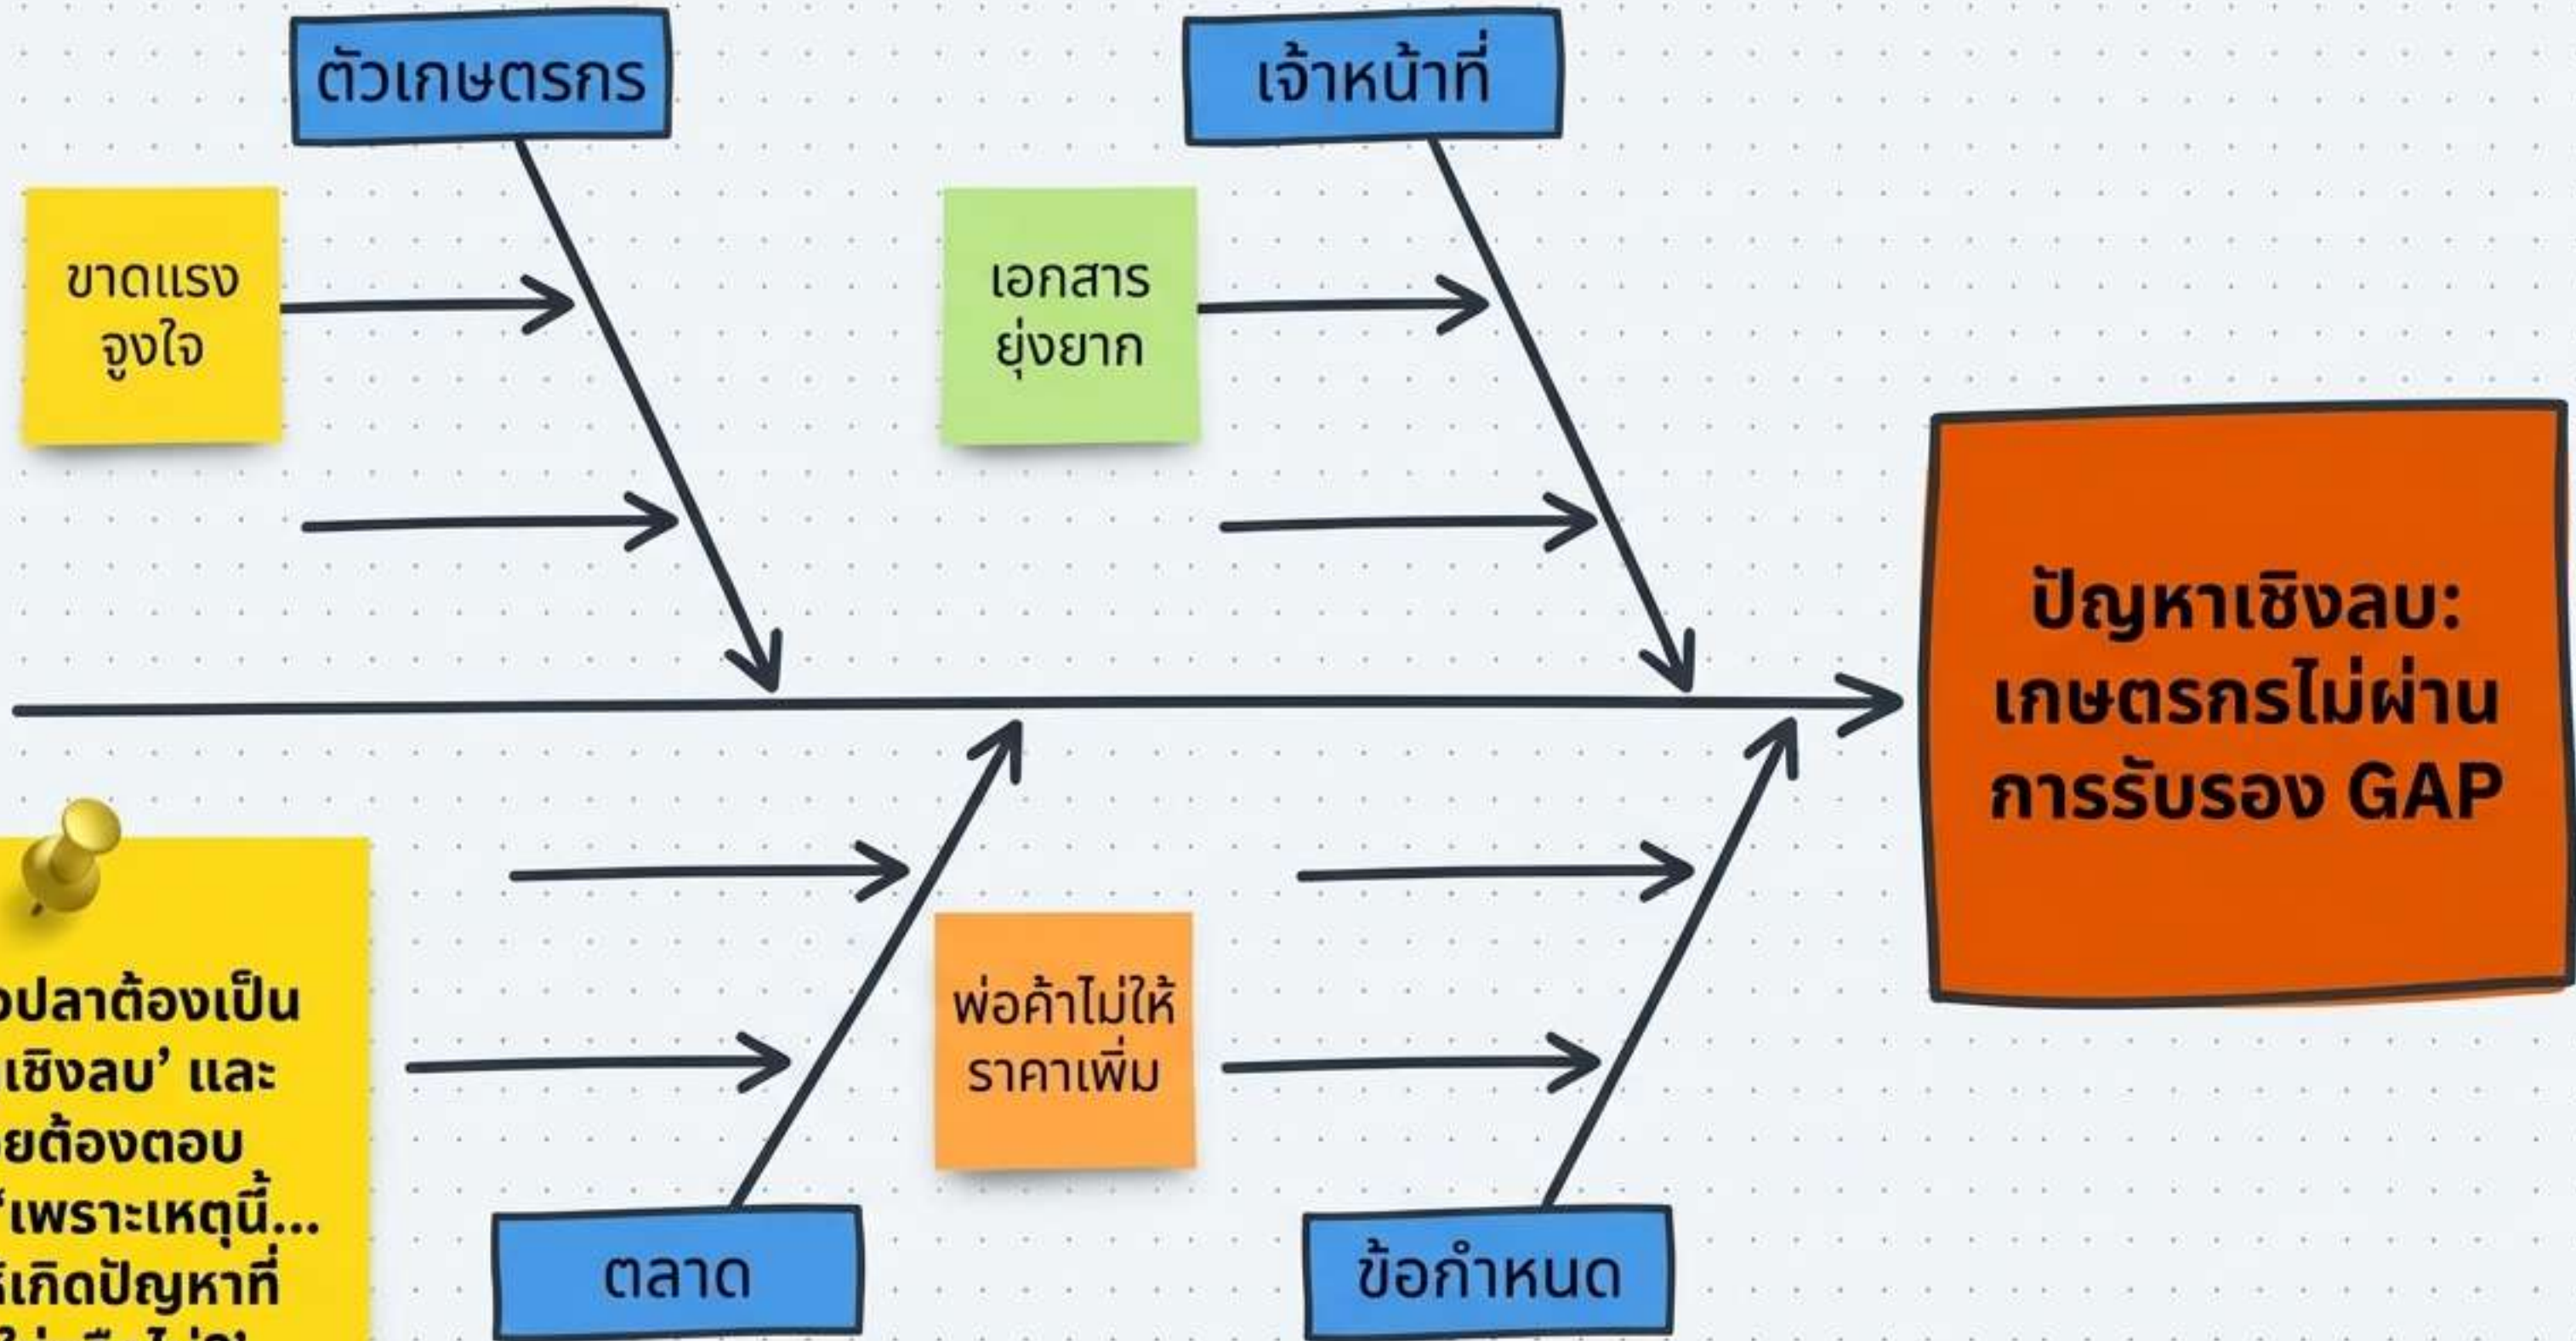 ตัวเกษตรกร
เจ้าหน้าที่
ขาดแรง
จูงใจ
เอกสาร
ยุ่งยาก
ปัญหาเชิงลบ:
เกษตรกรไม่ผ่าน
การรับรอง GAP
ปลาต้องเป็น
เชิงลบ’ และ
ต้องตอบ
‘เพราะเหตุนี้...
เกิดปัญหาที่
พ่อค้าไม่ให้
ราคาเพิ่ม
ตลาด
ข้อกำหนด